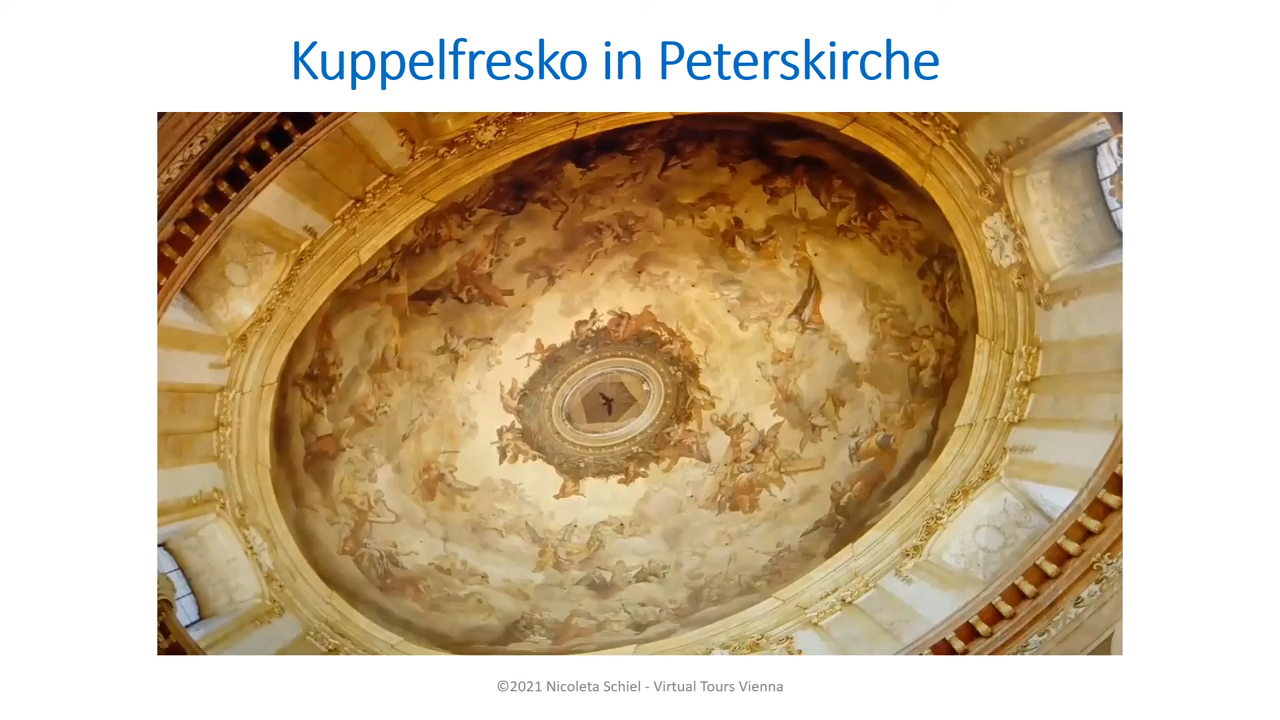 Kuppelfresko in Peterskirche
©2021 Nicoleta Schiel - Virtual Tours Vienna